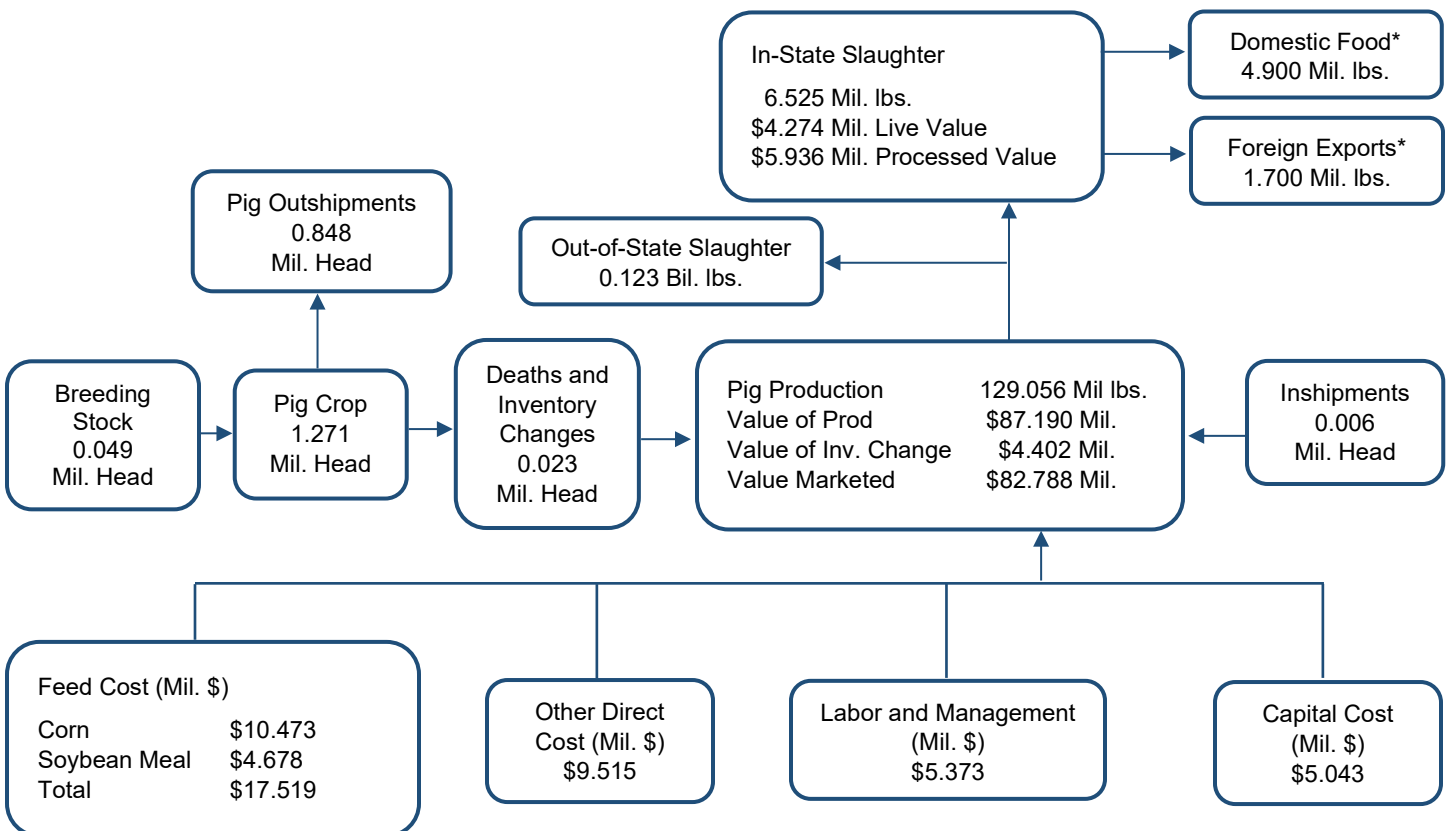 In-State Slaughter
6.525 Mil. lbs.
$4.274 Mil. Live Value
$5.936 Mil. Processed Value
Domestic Food*
4.900 Mil. lbs.
Foreign Exports*
1.700 Mil. lbs.
Pig Outshipments
0.848
Mil. Head
Out-of-State Slaughter
0.123 Bil. lbs.
Breeding
Stock
0.049
Mil. Head
Pig Crop
1.271
Mil. Head
Deaths and
Inventory
Changes
0.023
Mil. Head
Pig Production 129.056 Mil lbs.
Value of Prod $87.190 Mil.
Value of Inv. Change $4.402 Mil.
Value Marketed $82.788 Mil.
Inshipments
0.006
Mil. Head
Feed Cost (Mil. $)
Corn $10.473
Soybean Meal $4.678
Total $17.519
Other Direct
Cost (Mil. $)
$9.515
Labor and Management
(Mil. $)
$5.373
Capital Cost
(Mil. $)
$5.043